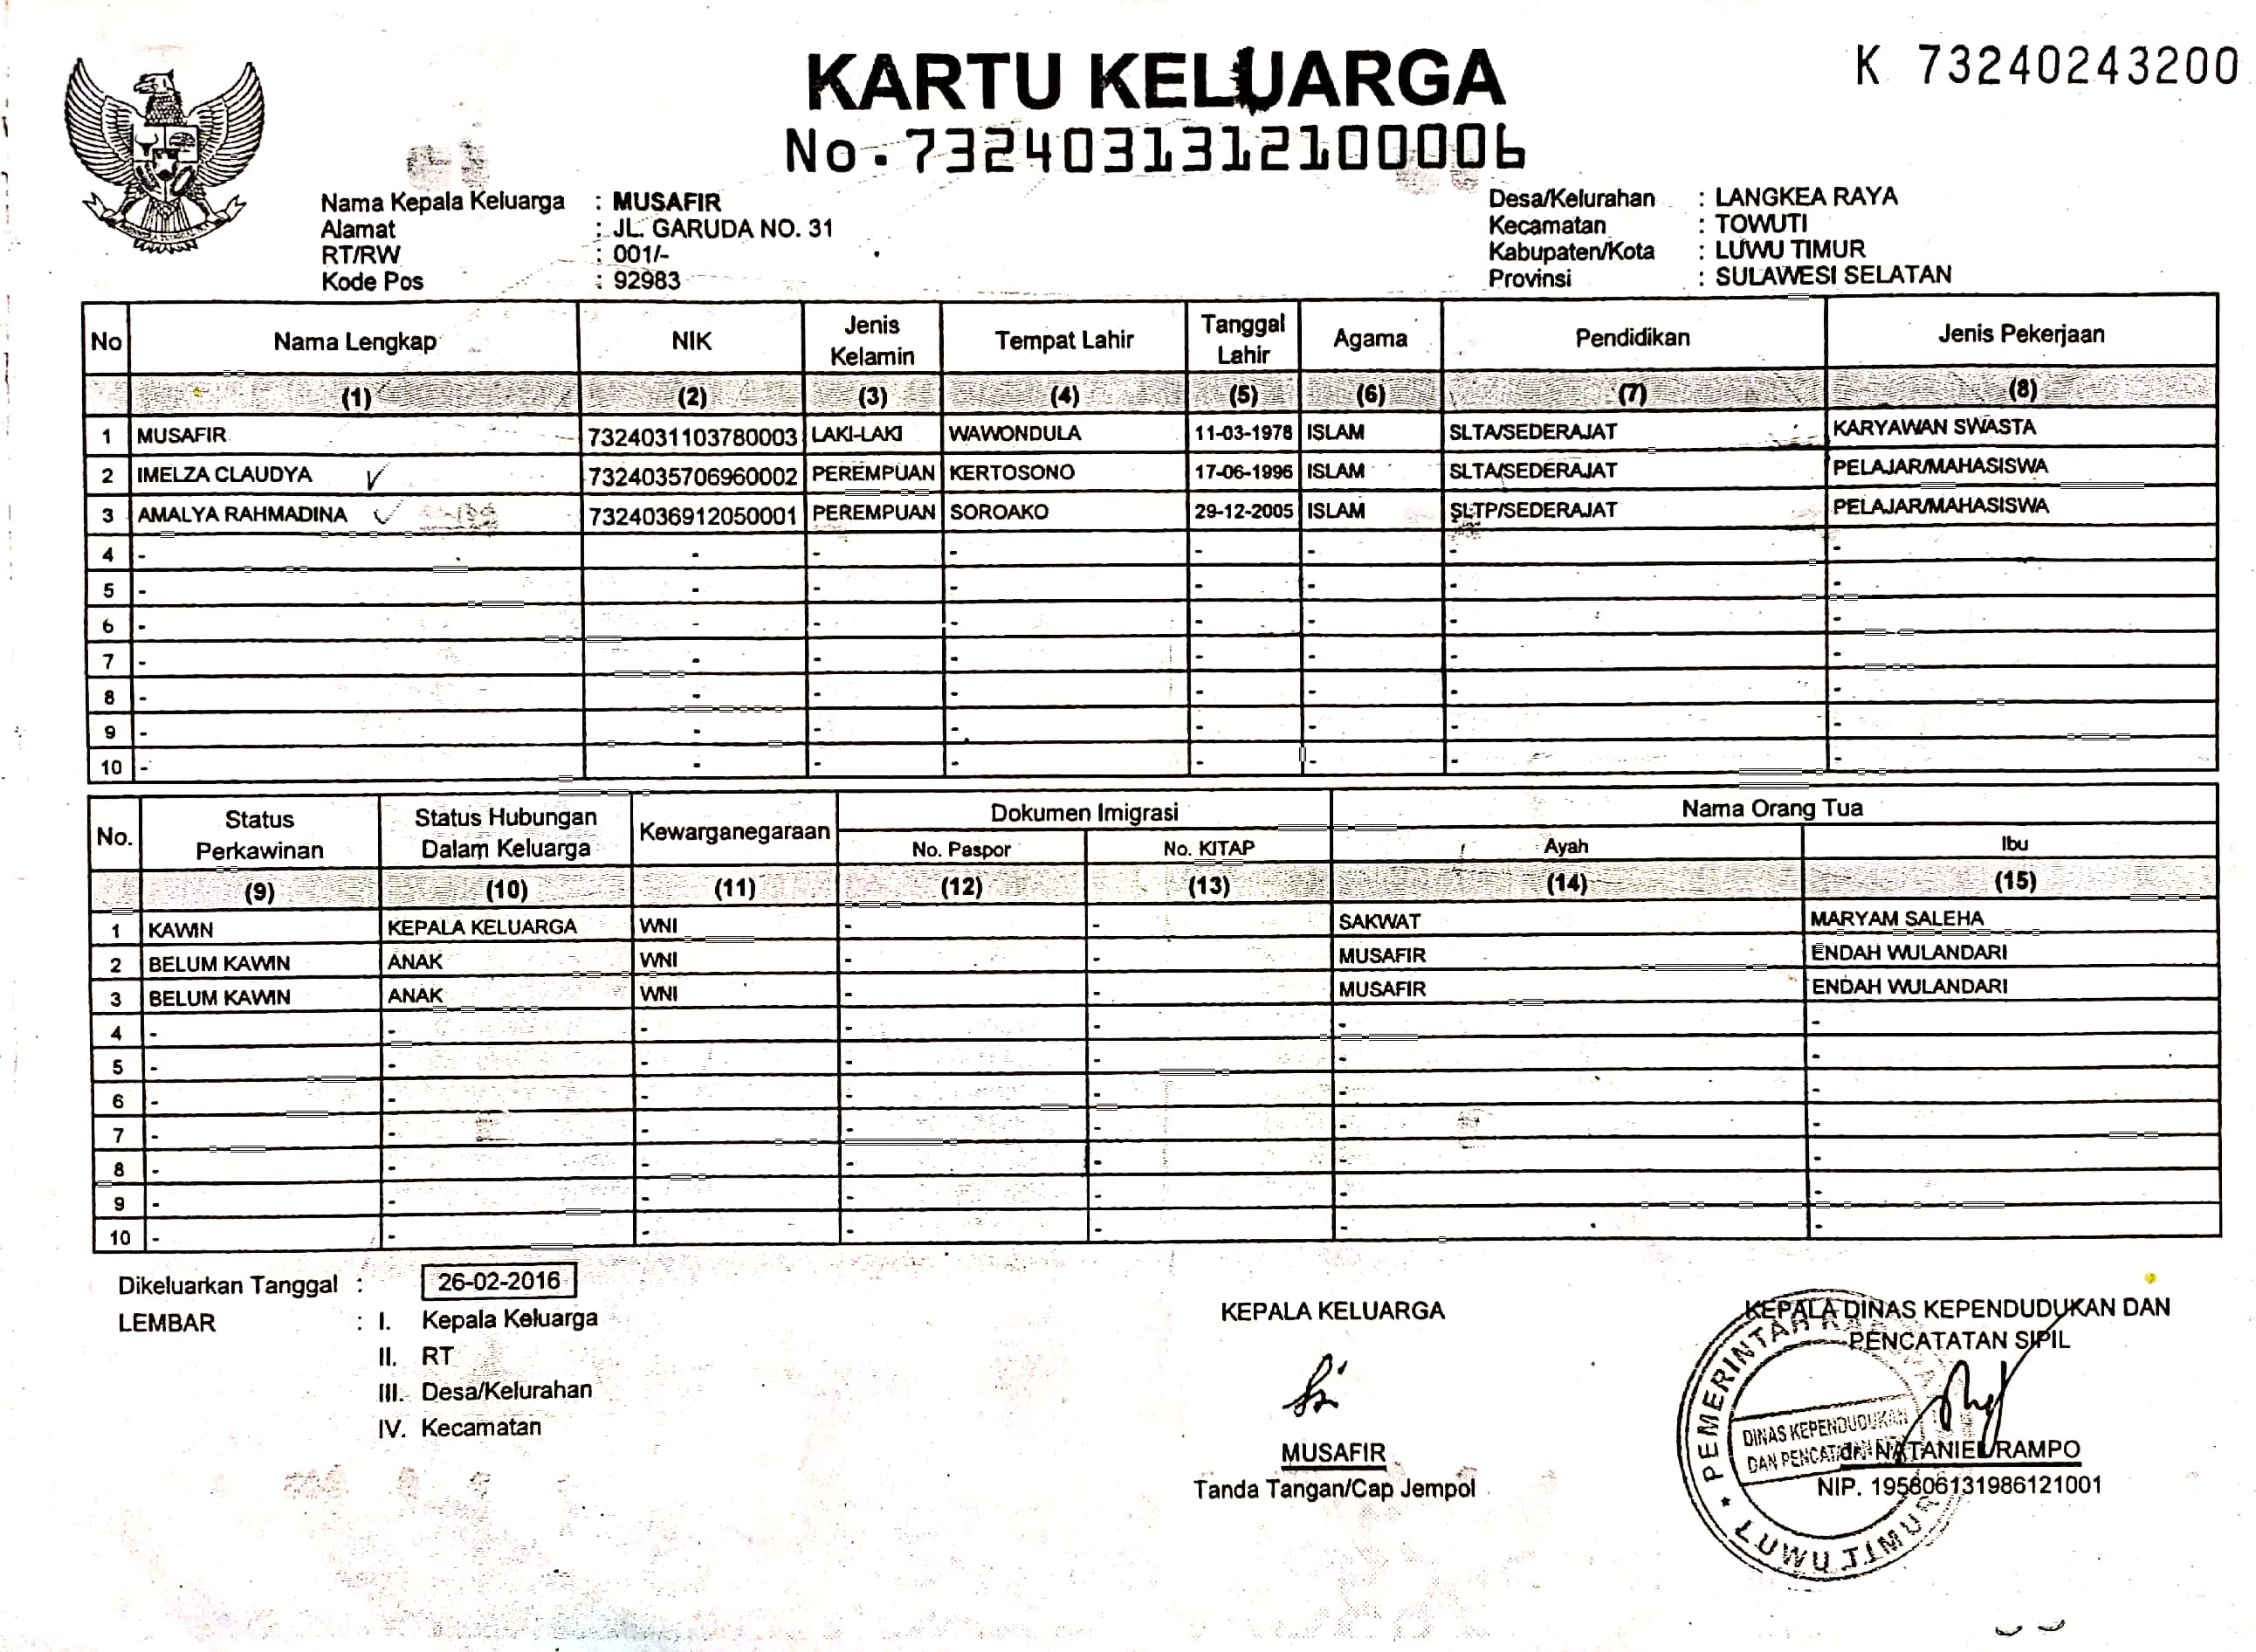 KARTU KELUARGA
K 73240243200
No. 7324031312100006
Nama Kepala Keluarga : MUSAFIR
Alamat : JL. GARUDA NO. 31
RT/RW : 001/-
Kode Pos : 92983
Desa/Kelurahan : LANGKEA RAYA
Kecamatan : TOWUTI
Kabupaten/Kota : LUWU TIMUR
Provinsi : SULAWESI SELATAN
No Nama Lengkap NIK Jenis Kelamin Tempat Lahir Tanggal Lahir Agama Pendidikan Jenis Pekerjaan
(1) (2) (3) (4) (5) (6) (7) (8)
1 MUSAFIR 7324031103780003 LAKI-LAKI WAWONDULA 11-03-1978 ISLAM SLTA/SEDERAJAT KARYAWAN SWASTA
2 IMELZA CLAUDYA 7324035706960002 PEREMPUAN KERTOSONO 17-06-1996 ISLAM SLTA/SEDERAJAT PELAJAR/MAHASISWA
3 AMALYA RAHMADINA 7324036912050001 PEREMPUAN SOROAKO 29-12-2005 ISLAM SLTP/SEDERAJAT PELAJAR/MAHASISWA
4 - - - - - - - -
5 - - - - - - - -
6 - - - - - - - -
7 - - - - - - - -
8 - - - - - - - -
9 - - - - - - - -
10 - - - - - - - -
No. Status Perkawinan Status Hubungan Dalam Keluarga Kewarganegaraan Dokumen Imigrasi Nama Orang Tua
No. Paspor No. KITAP Ayah Ibu
(9) (10) (11) (12) (13) (14) (15)
1 KAWIN KEPALA KELUARGA WNI - - SAKWAT MARYAM SALEHA
2 BELUM KAWIN ANAK WNI - - MUSAFIR ENDAH WULANDARI
3 BELUM KAWIN ANAK WNI - - MUSAFIR ENDAH WULANDARI
4 - - - - - - -
5 - - - - - - -
6 - - - - - - -
7 - - - - - - -
8 - - - - - - -
9 - - - - - - -
10 - - - - - - -
Dikeluarkan Tanggal : 26-02-2016
LEMBAR : I. Kepala Keluarga
II. RT
III. Desa/Kelurahan
IV. Kecamatan
KEPALA KELUARGA
MUSAFIR
Tanda Tangan/Cap Jempol
KEPALA DINAS KEPENDUDUKAN DAN
PENCATATAN SIPIL
PEMERINTAH
DINAS KEPENDUDUKAN
LUWU TIMUR
dr. NATANIEL RAMPO
NIP. 195806131986121001